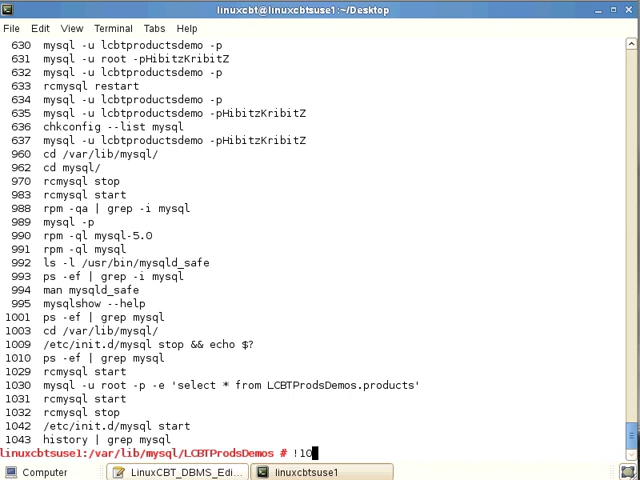 linuxcbt@linuxcbtsuse1:~/Desktop
File Edit View Terminal Tabs Help
630 mysql -u lcbtproductsdemo -p
631 mysql -u root -pHibitzKribitZ
632 mysql -u lcbtproductsdemo -p
633 rcmysql restart
634 mysql -u lcbtproductsdemo -p
635 mysql -u lcbtproductsdemo -pHibitzKribitZ
636 chkconfig --list mysql
637 mysql -u lcbtproductsdemo -pHibitzKribitZ
960 cd /var/lib/mysql/
962 cd mysql/
970 rcmysql stop
983 rcmysql start
988 rpm -qa | grep -i mysql
989 mysql -p
990 rpm -ql mysql-5.0
991 rpm -ql mysql
992 ls -l /usr/bin/mysqld_safe
993 ps -ef | grep -i mysql
994 man mysqld_safe
995 mysqlshow --help
1001 ps -ef | grep mysql
1003 cd /var/lib/mysql/
1009 /etc/init.d/mysql stop && echo $?
1010 ps -ef | grep mysql
1029 rcmysql start
1030 mysql -u root -p -e 'select * from LCBTProdsDemos.products'
1031 rcmysql start
1032 rcmysql stop
1042 /etc/init.d/mysql start
1043 history | grep mysql
linuxcbtsuse1:/var/lib/mysql/LCBTProdsDemos # !10
Computer LinuxCBT_DBMS_Edi... linuxcbtsuse1